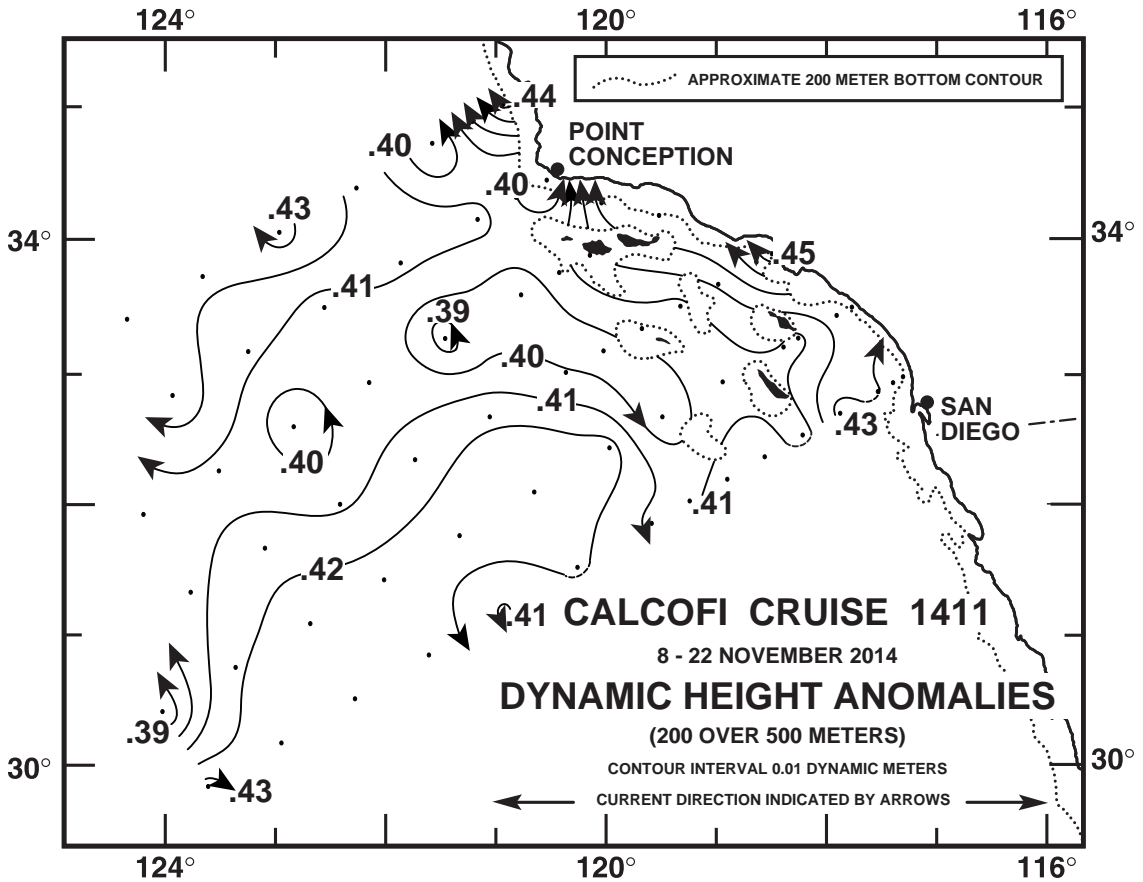 124° 120° 116°
APPROXIMATE 200 METER BOTTOM CONTOUR
.44
POINT
CONCEPTION
.40
.40
.43
34° 34°
.45
.41
.39
.40
.41
.43
SAN
DIEGO
.40
.41
.42
.41
CALCOFI CRUISE 1411
8 - 22 NOVEMBER 2014
DYNAMIC HEIGHT ANOMALIES
.39
(200 OVER 500 METERS)
30° 30°
CONTOUR INTERVAL 0.01 DYNAMIC METERS
.43
CURRENT DIRECTION INDICATED BY ARROWS
124° 120° 116°